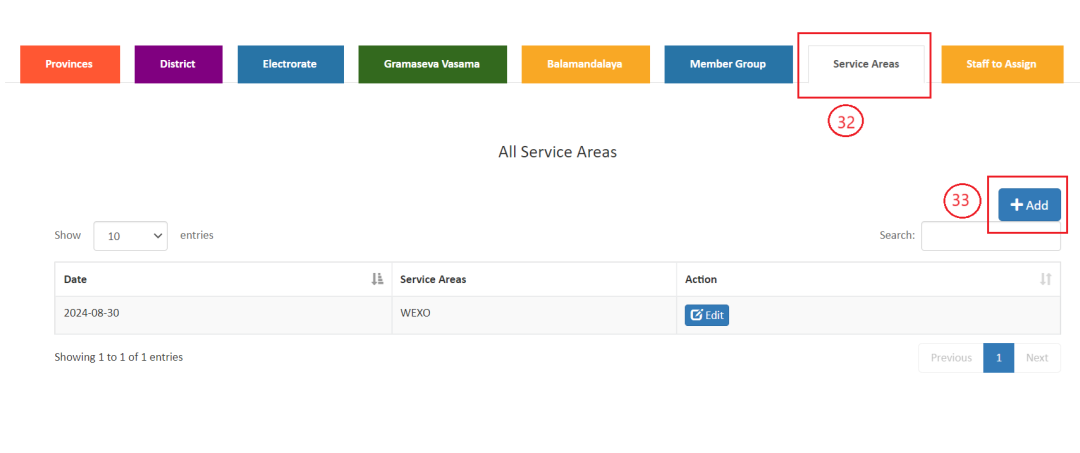 Provinces District Electrorate Gramaseva Vasama Balamandalaya Member Group Service Areas Staff to Assign
32
All Service Areas
33 Add
Show 10 entries Search:
Date Service Areas Action
2024-08-30 WEXO Edit
Showing 1 to 1 of 1 entries Previous 1 Next